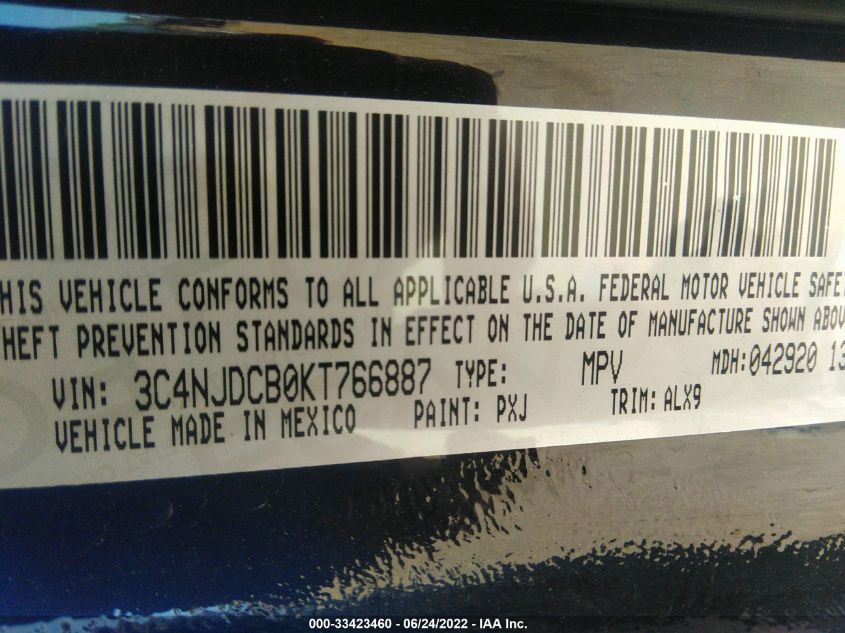 HIS VEHICLE CONFORMS TO ALL APPLICABLE U.S.A. FEDERAL MOTOR VEHICLE SAFE
HEFT PREVENTION STANDARDS IN EFFECT ON THE DATE OF MANUFACTURE SHOWN ABOV
VIN: 3C4NJDCB0KT766887 TYPE: MPV MDH:042920 13
VEHICLE MADE IN MEXICO PAINT: PXJ TRIM: ALX9
000-33423460 - 06/24/2022 - IAA Inc.